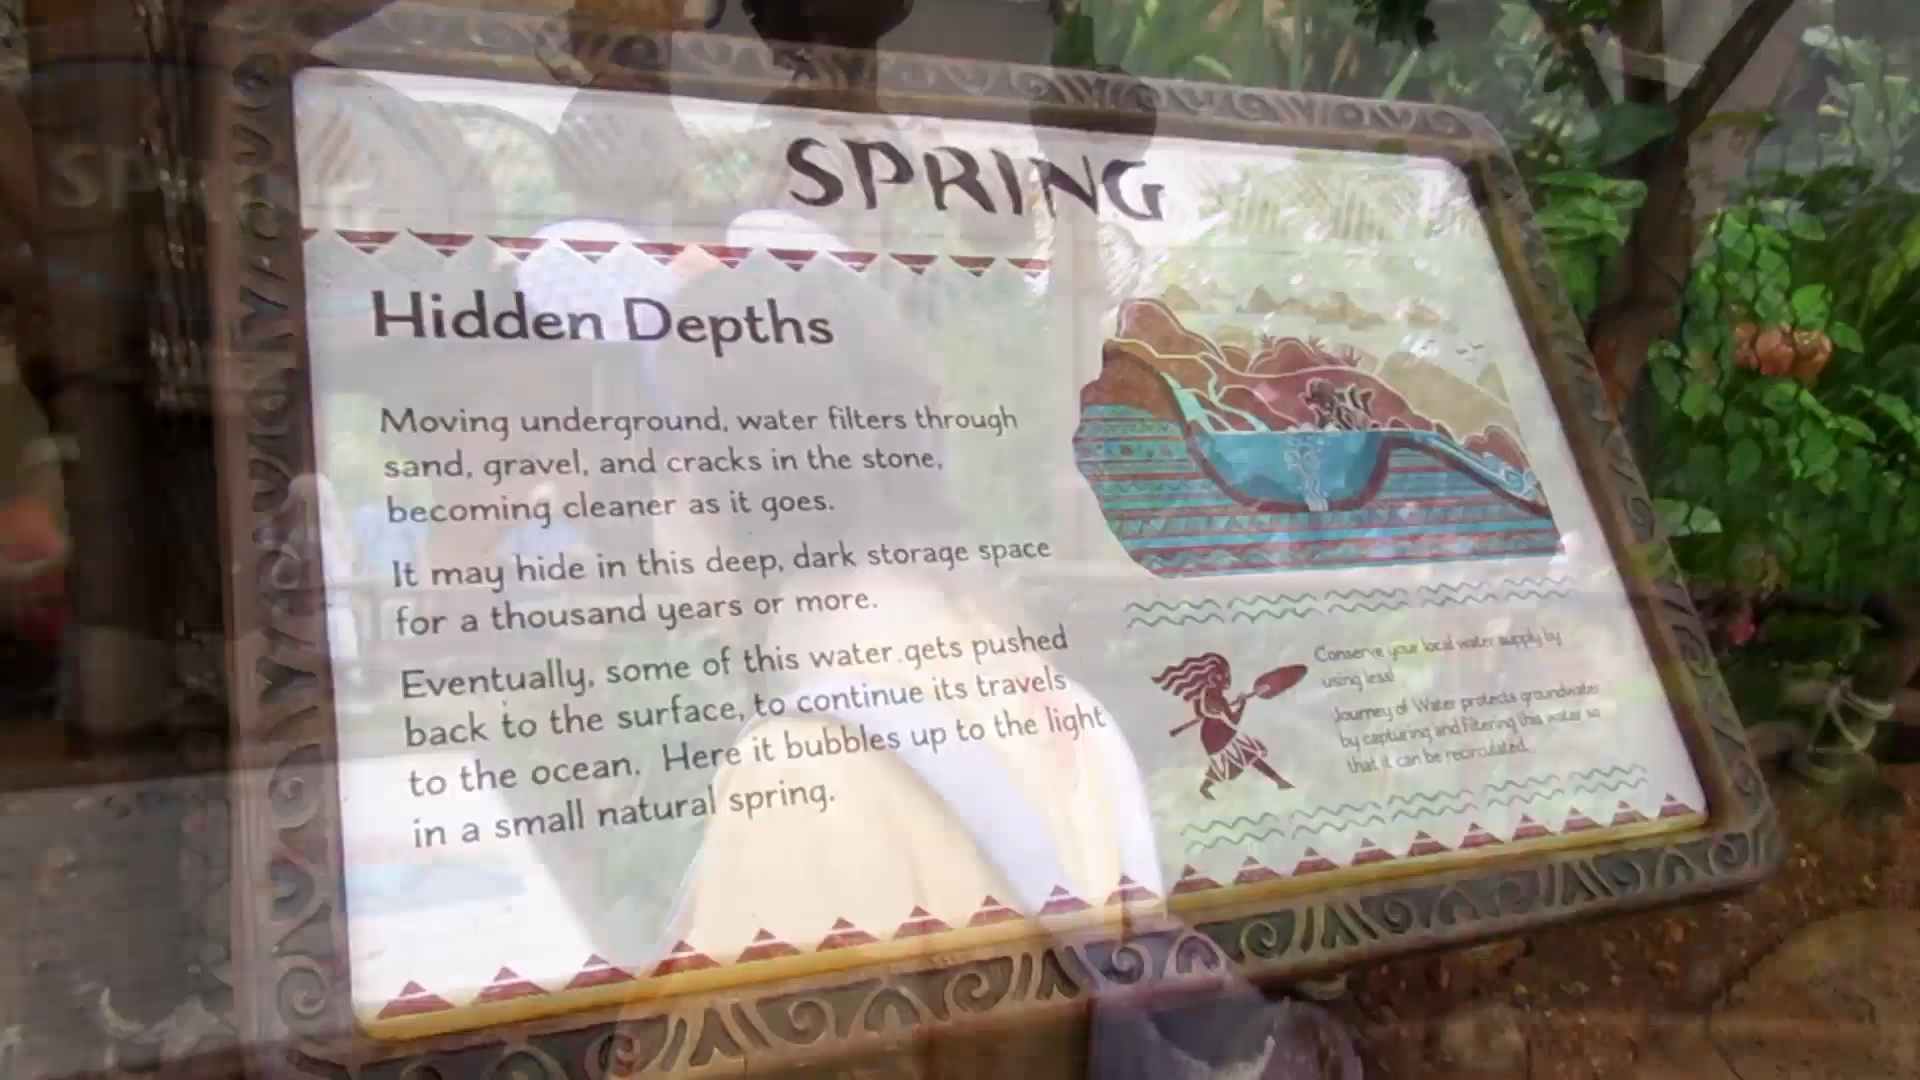 SPRING
Hidden Depths
Moving underground, water filters through
sand, gravel, and cracks in the stone,
becoming cleaner as it goes.
It may hide in this deep, dark storage space
for a thousand years or more.
Eventually, some of this water gets pushed
back to the surface, to continue its travels
to the ocean. Here it bubbles up to the light
in a small natural spring.
Conserve your local water supply by
using less!
Journey of Water protects groundwater
by capturing and filtering this water so
that it can be recirculated.
SP